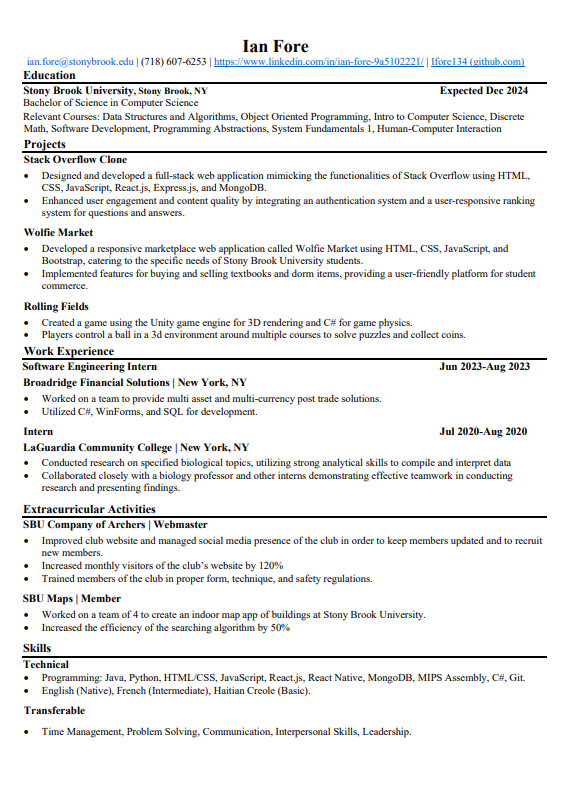 Ian Fore
ian.fore@stonybrook.edu | (718) 607-6253 | https://www.linkedin.com/in/ian-fore-9a5102221/ | Ifore134 (github.com)
Education
Stony Brook University, Stony Brook, NY Expected Dec 2024
Bachelor of Science in Computer Science
Relevant Courses: Data Structures and Algorithms, Object Oriented Programming, Intro to Computer Science, Discrete
Math, Software Development, Programming Abstractions, System Fundamentals 1, Human-Computer Interaction
Projects
Stack Overflow Clone
• Designed and developed a full-stack web application mimicking the functionalities of Stack Overflow using HTML,
CSS, JavaScript, React.js, Express.js, and MongoDB.
• Enhanced user engagement and content quality by integrating an authentication system and a user-responsive ranking
system for questions and answers.
Wolfie Market
• Developed a responsive marketplace web application called Wolfie Market using HTML, CSS, JavaScript, and
Bootstrap, catering to the specific needs of Stony Brook University students.
• Implemented features for buying and selling textbooks and dorm items, providing a user-friendly platform for student
commerce.
Rolling Fields
• Created a game using the Unity game engine for 3D rendering and C# for game physics.
• Players control a ball in a 3d environment around multiple courses to solve puzzles and collect coins.
Work Experience
Software Engineering Intern Jun 2023-Aug 2023
Broadridge Financial Solutions | New York, NY
• Worked on a team to provide multi asset and multi-currency post trade solutions.
• Utilized C#, WinForms, and SQL for development.
Intern Jul 2020-Aug 2020
LaGuardia Community College | New York, NY
• Conducted research on specified biological topics, utilizing strong analytical skills to compile and interpret data
• Collaborated closely with a biology professor and other interns demonstrating effective teamwork in conducting
research and presenting findings.
Extracurricular Activities
SBU Company of Archers | Webmaster
• Improved club website and managed social media presence of the club in order to keep members updated and to recruit
new members.
• Increased monthly visitors of the club's website by 120%
• Trained members of the club in proper form, technique, and safety regulations.
SBU Maps | Member
• Worked on a team of 4 to create an indoor map app of buildings at Stony Brook University.
• Increased the efficiency of the searching algorithm by 50%
Skills
Technical
• Programming: Java, Python, HTML/CSS, JavaScript, React.js, React Native, MongoDB, MIPS Assembly, C#, Git.
• English (Native), French (Intermediate), Haitian Creole (Basic).
Transferable
• Time Management, Problem Solving, Communication, Interpersonal Skills, Leadership.